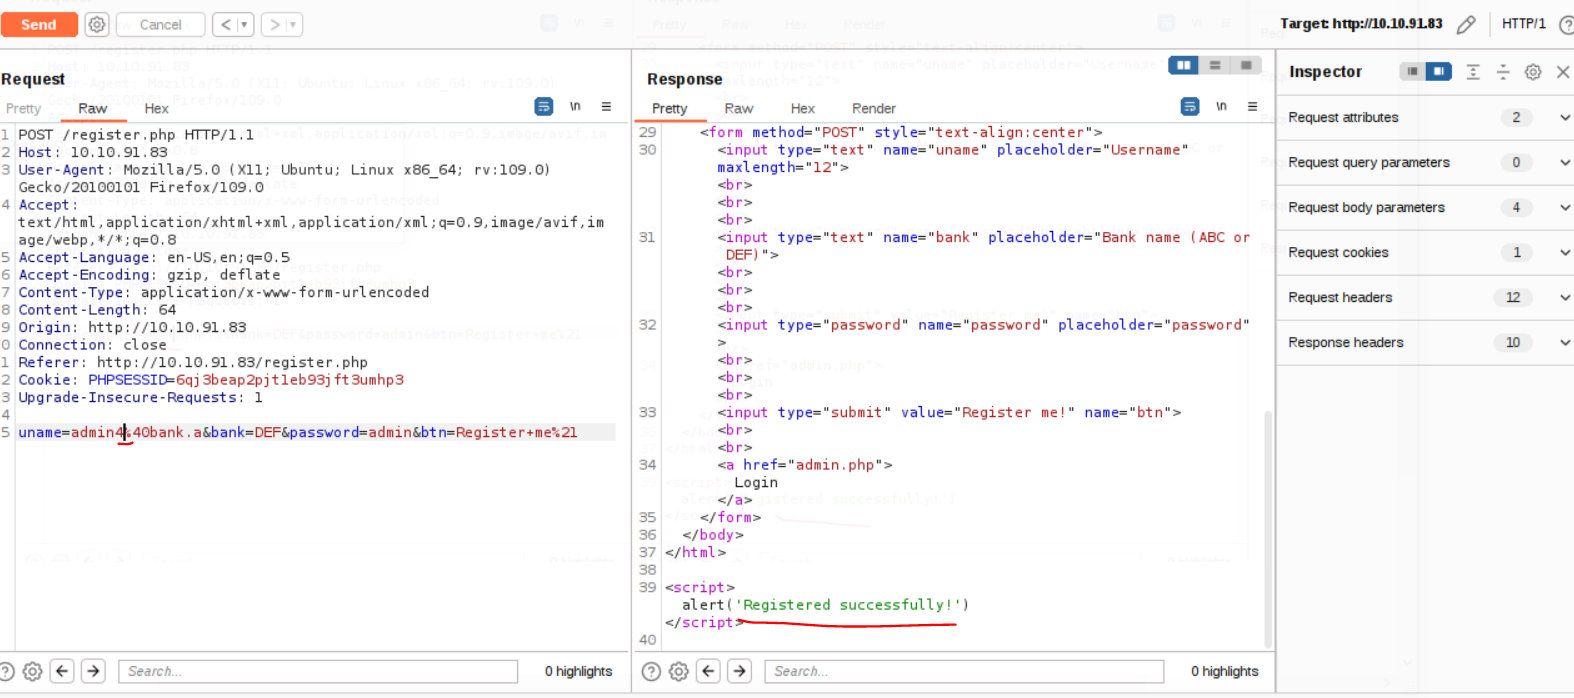 Send
Cancel
Target: http://10.10.91.83
HTTP/1
Request
Pretty
Raw
Hex
\n
1 POST /register.php HTTP/1.1
2 Host: 10.10.91.83
3 User-Agent: Mozilla/5.0 (X11; Ubuntu; Linux x86_64; rv:109.0)
Gecko/20100101 Firefox/109.0
4 Accept:
text/html,application/xhtml+xml,application/xml;q=0.9,image/avif,im
age/webp,*/*;q=0.8
5 Accept-Language: en-US,en;q=0.5
6 Accept-Encoding: gzip, deflate
7 Content-Type: application/x-www-form-urlencoded
8 Content-Length: 64
9 Origin: http://10.10.91.83
0 Connection: close
1 Referer: http://10.10.91.83/register.php
2 Cookie: PHPSESSID=6qj3beap2pjtleb93jft3umhp3
3 Upgrade-Insecure-Requests: 1
4
5 uname=admin4%40bank.a&bank=DEF&password=admin&btn=Register+me%21
Search...
0 highlights
Response
Pretty
Raw
Hex
Render
\n
29 <form method="POST" style="text-align:center">
30 <input type="text" name="uname" placeholder="Username"
maxlength="12">
<br>
<br>
<br>
31 <input type="text" name="bank" placeholder="Bank name (ABC or
DEF)">
<br>
<br>
<br>
32 <input type="password" name="password" placeholder="password"
>
<br>
<br>
<br>
33 <input type="submit" value="Register me!" name="btn">
<br>
<br>
34 <a href="admin.php">
Login
</a>
35 </form>
36 </body>
37 </html>
38
39 <script>
alert('Registered successfully!')
</script>
40
Search...
0 highlights
Inspector
Request attributes 2
Request query parameters 0
Request body parameters 4
Request cookies 1
Request headers 12
Response headers 10